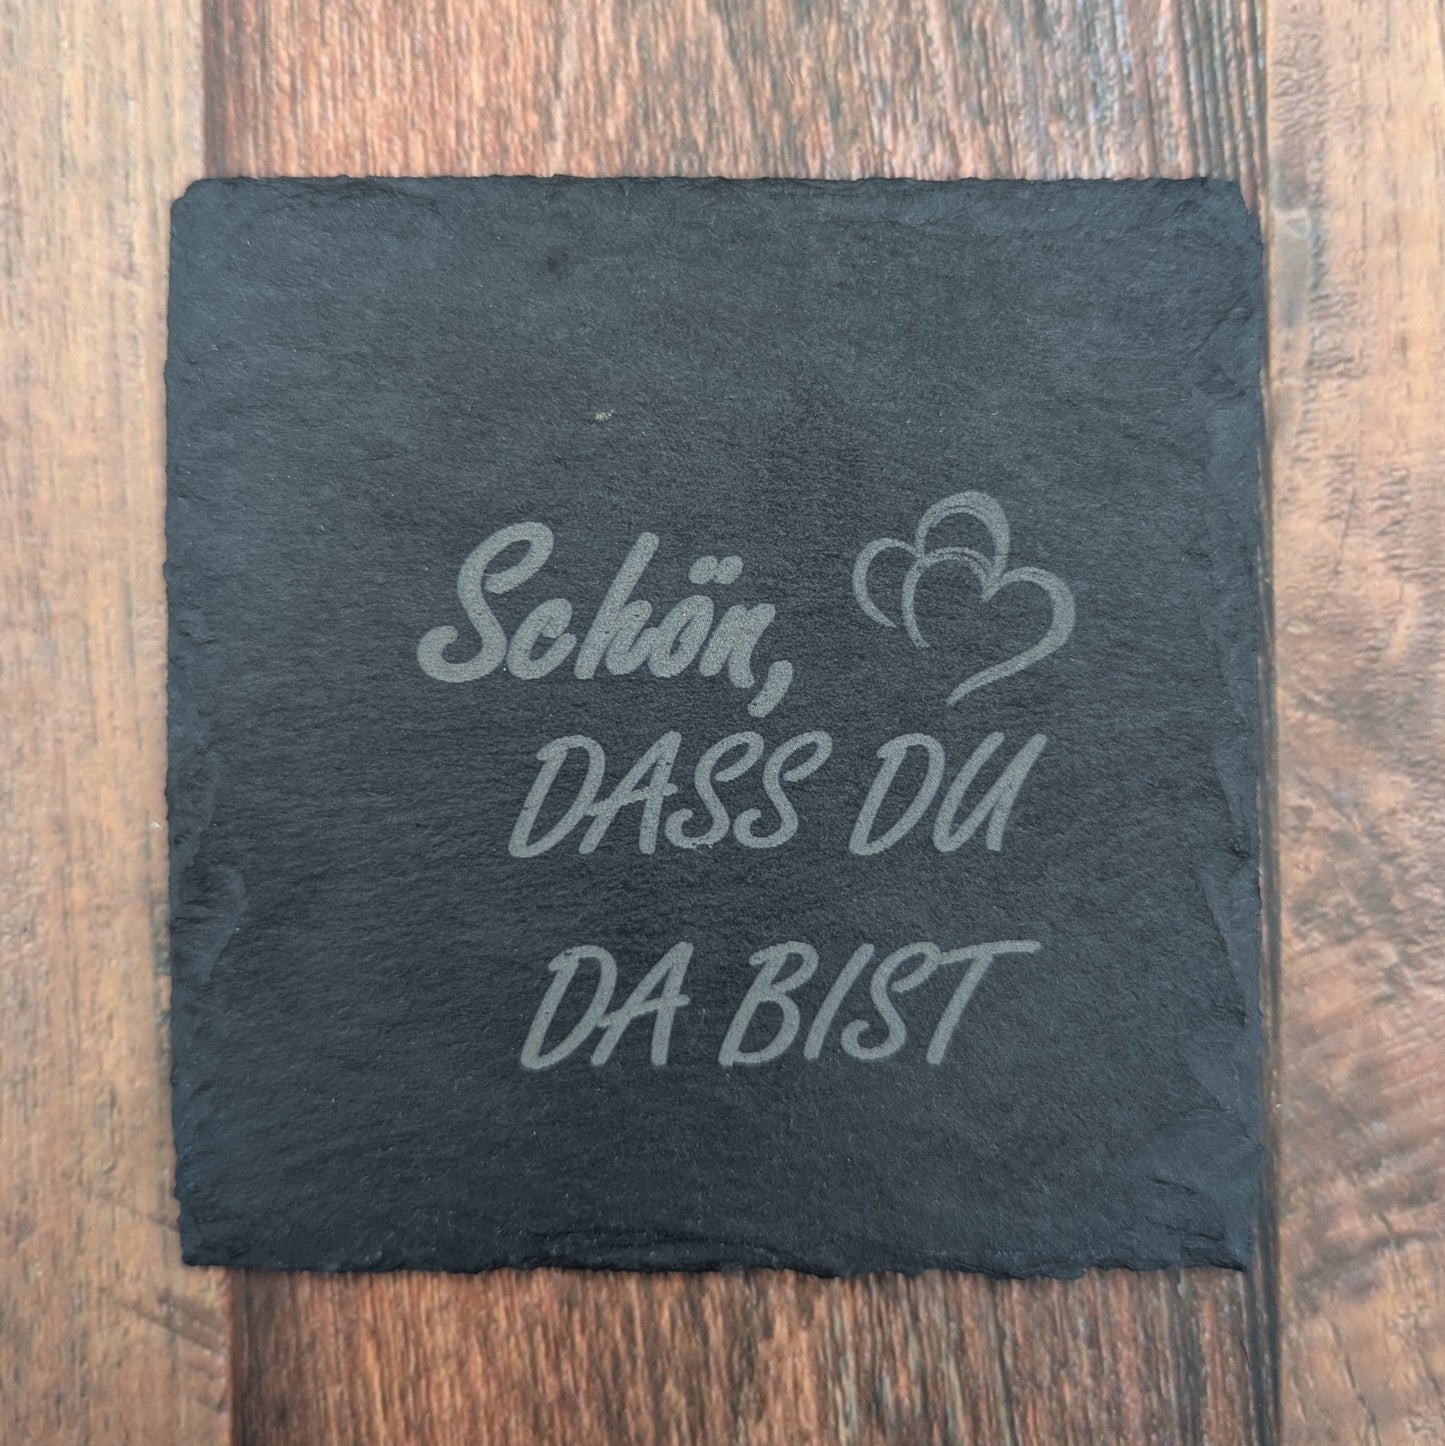 Schön,
DASS DU
DA BIST